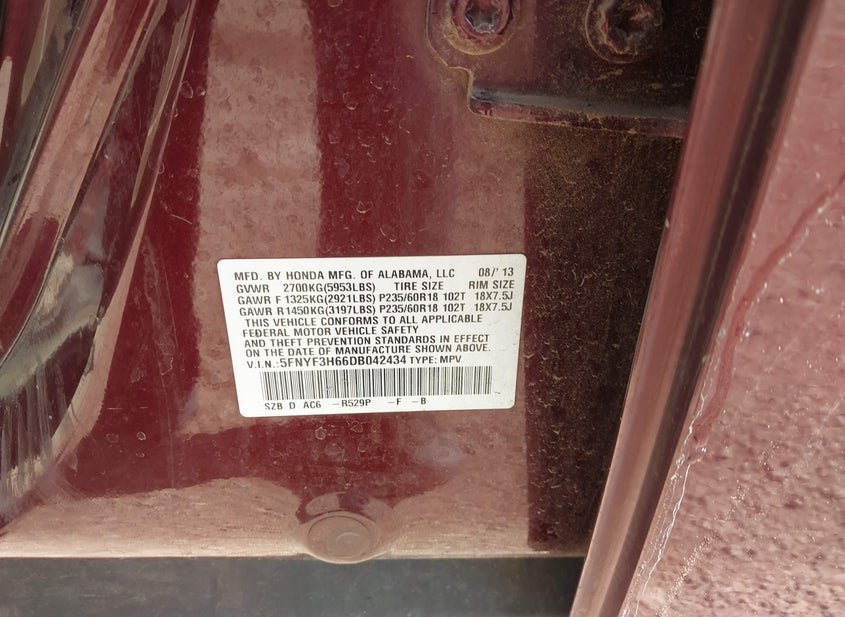 MFD. BY HONDA MFG. OF ALABAMA, LLC 08/'13
GVWR 2700KG(5953LBS) TIRE SIZE RIM SIZE
GAWR F 1325KG(2921LBS) P235/60R18 102T 18X7.5J
GAWR R 1450KG(3197LBS) P235/60R18 102T 18X7.5J
THIS VEHICLE CONFORMS TO ALL APPLICABLE
FEDERAL MOTOR VEHICLE SAFETY
AND THEFT PREVENTION STANDARDS IN EFFECT
ON THE DATE OF MANUFACTURE SHOWN ABOVE.
V.I.N.:5FNYF3H66DB042434 TYPE: MPV
SZB D AC6 -R529P -F -B